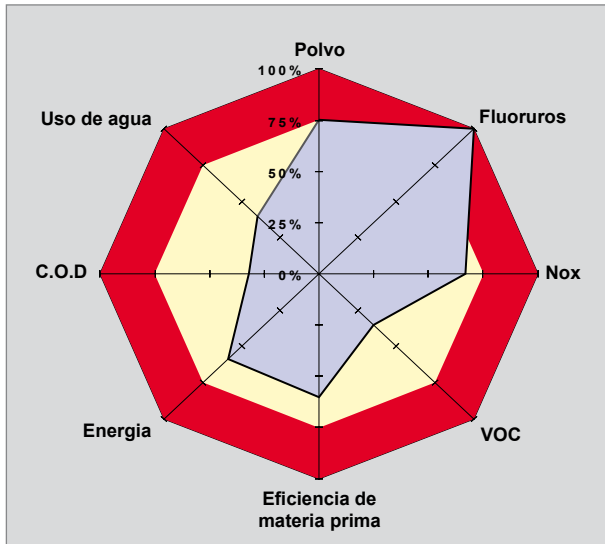 Polvo
100%
Uso de agua
Fluoruros
75%
50%
25%
C.O.D
0%
Nox
Energia
VOC
Eficiencia de
materia prima